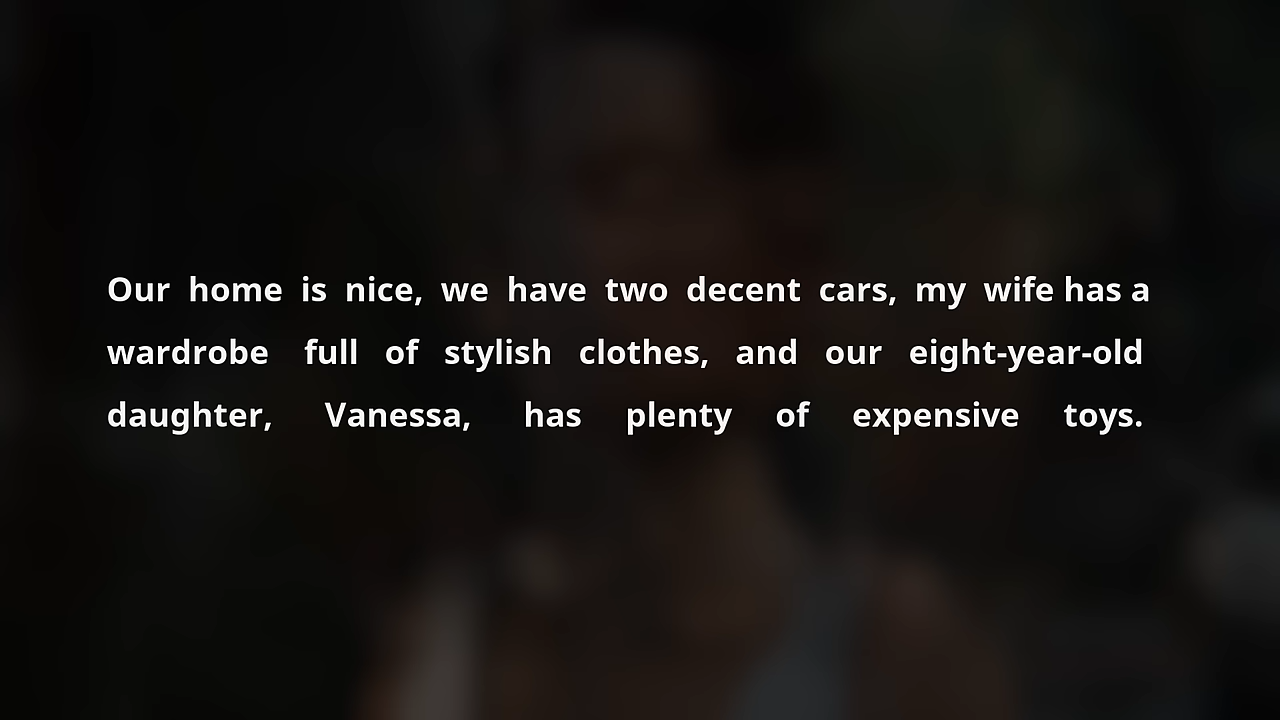 Our home is nice, we have two decent cars, my wife has a
wardrobe full of stylish clothes, and our eight-year-old
daughter, Vanessa, has plenty of expensive toys.